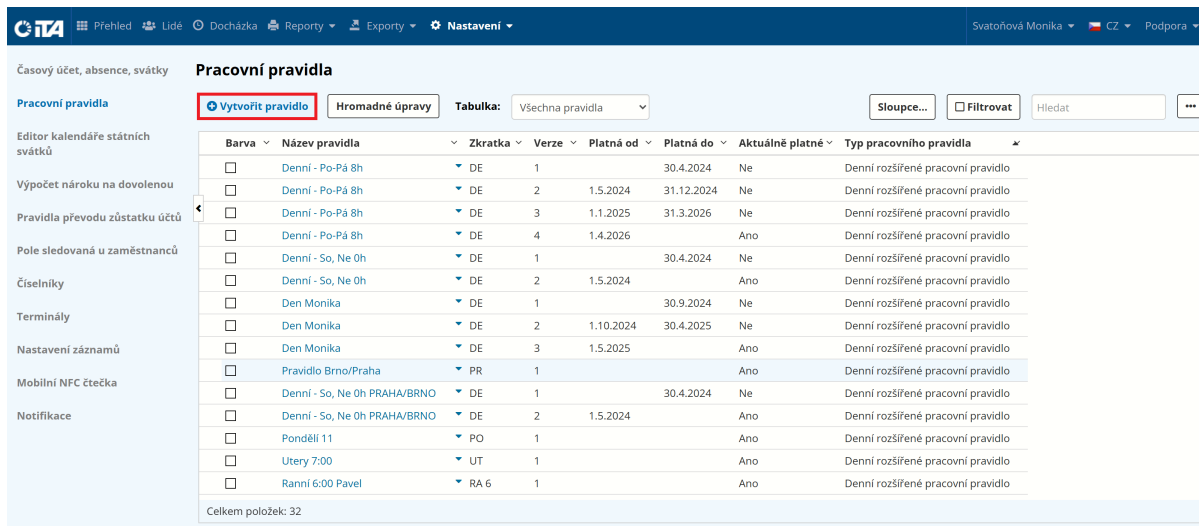 ITA Přehled Lidé Docházka Reporty Exporty Nastavení Svatoňová Monika CZ Podpora
Časový účet, absence, svátky
Pracovní pravidla
Editor kalendáře státních
svátků
Výpočet nároku na dovolenou
Pravidla převodu zůstatku účtů
Pole sledovaná u zaměstnanců
Číselníky
Terminály
Nastavení záznamů
Mobilní NFC čtečka
Notifikace
Pracovní pravidla
Vytvořit pravidlo Hromadné úpravy Tabulka: Všechna pravidla Sloupce... Filtrovat Hledat ...
Barva Název pravidla Zkratka Verze Platná od Platná do Aktuálně platné Typ pracovního pravidla
Denní - Po-Pá 8h DE 1 30.4.2024 Ne Denní rozšířené pracovní pravidlo
Denní - Po-Pá 8h DE 2 1.5.2024 31.12.2024 Ne Denní rozšířené pracovní pravidlo
Denní - Po-Pá 8h DE 3 1.1.2025 31.3.2026 Ne Denní rozšířené pracovní pravidlo
Denní - Po-Pá 8h DE 4 1.4.2026 Ano Denní rozšířené pracovní pravidlo
Denní - So, Ne 0h DE 1 30.4.2024 Ne Denní rozšířené pracovní pravidlo
Denní - So, Ne 0h DE 2 1.5.2024 Ano Denní rozšířené pracovní pravidlo
Den Monika DE 1 30.9.2024 Ne Denní rozšířené pracovní pravidlo
Den Monika DE 2 1.10.2024 30.4.2025 Ne Denní rozšířené pracovní pravidlo
Den Monika DE 3 1.5.2025 Ano Denní rozšířené pracovní pravidlo
Pravidlo Brno/Praha PR 1 Ano Denní rozšířené pracovní pravidlo
Denní - So, Ne 0h PRAHA/BRNO DE 1 30.4.2024 Ne Denní rozšířené pracovní pravidlo
Denní - So, Ne 0h PRAHA/BRNO DE 2 1.5.2024 Ano Denní rozšířené pracovní pravidlo
Pondělí 11 PO 1 Ano Denní rozšířené pracovní pravidlo
Utery 7:00 UT 1 Ano Denní rozšířené pracovní pravidlo
Ranní 6:00 Pavel RA 6 1 Ano Denní rozšířené pracovní pravidlo
Celkem položek: 32